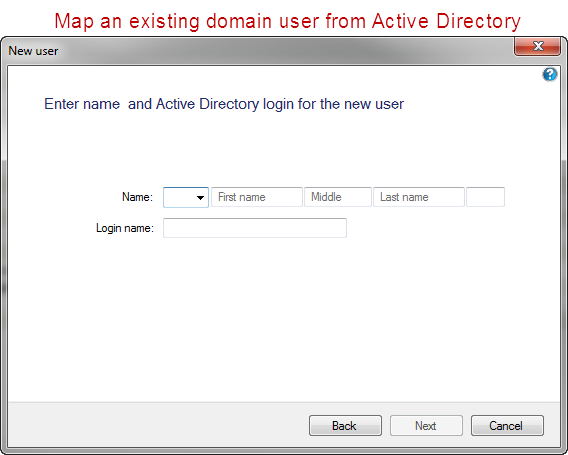 Map an existing domain user from Active Directory
New user
Enter name and Active Directory login for the new user
Name: First name Middle Last name
Login name:
Back Next Cancel